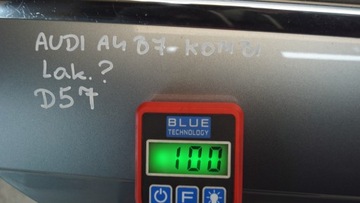 AUDI A4 B7-KOMBI
Lak.?
D57
BLUE
TECHNOLOGY
100
F